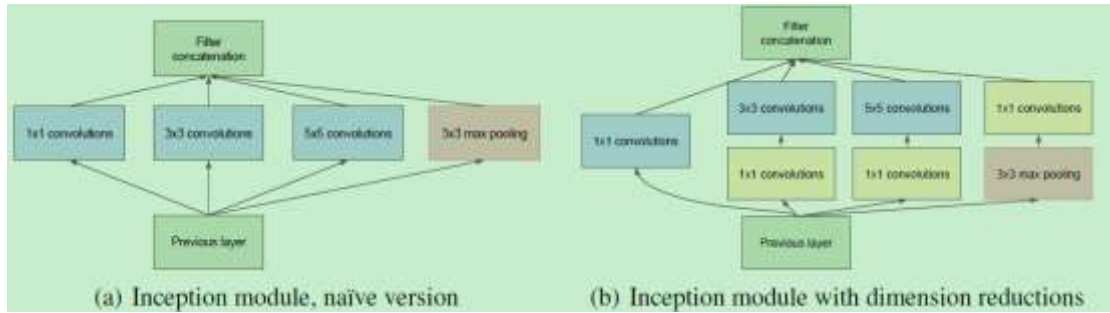 Filter
concatenation
1x1 convolutions
3x3 convolutions
5x5 convolutions
3x3 max pooling
Previous layer
(a) Inception module, naïve version
Filter
concatenation
3x3 convolutions
5x5 convolutions
1x1 convolutions
1x1 convolutions
1x1 convolutions
1x1 convolutions
3x3 max pooling
Previous layer
(b) Inception module with dimension reductions